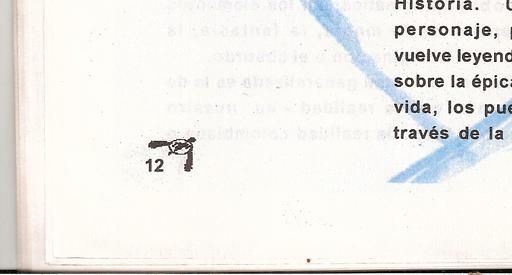 Historia.
personaje,
vuelve leyend
sobre la épica
vida, los pue
través de la
12